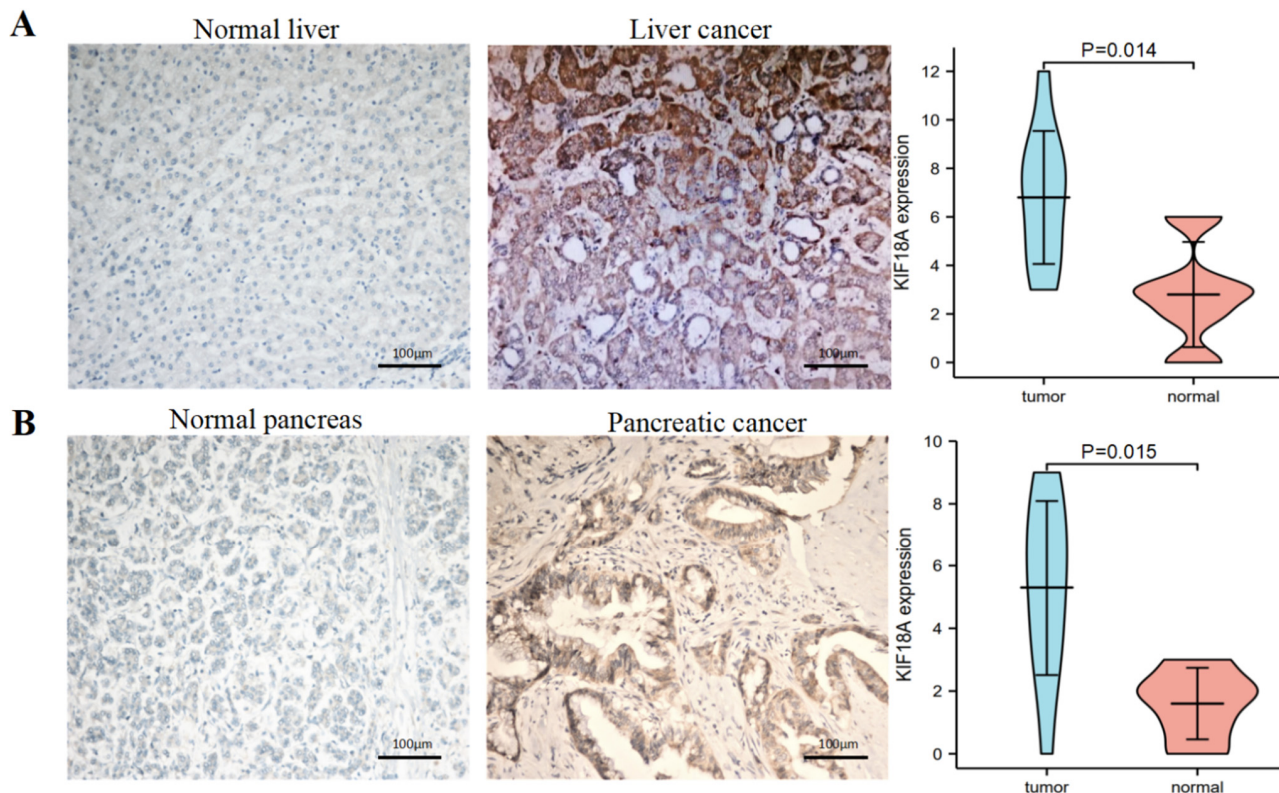 A
Normal liver
Liver cancer
100μm
100μm
P=0.014
KIF18A expression
12
10
8
6
4
2
0
tumor
normal
B
Normal pancreas
Pancreatic cancer
100μm
100μm
P=0.015
KIF18A expression
10
8
6
4
2
0
tumor
normal